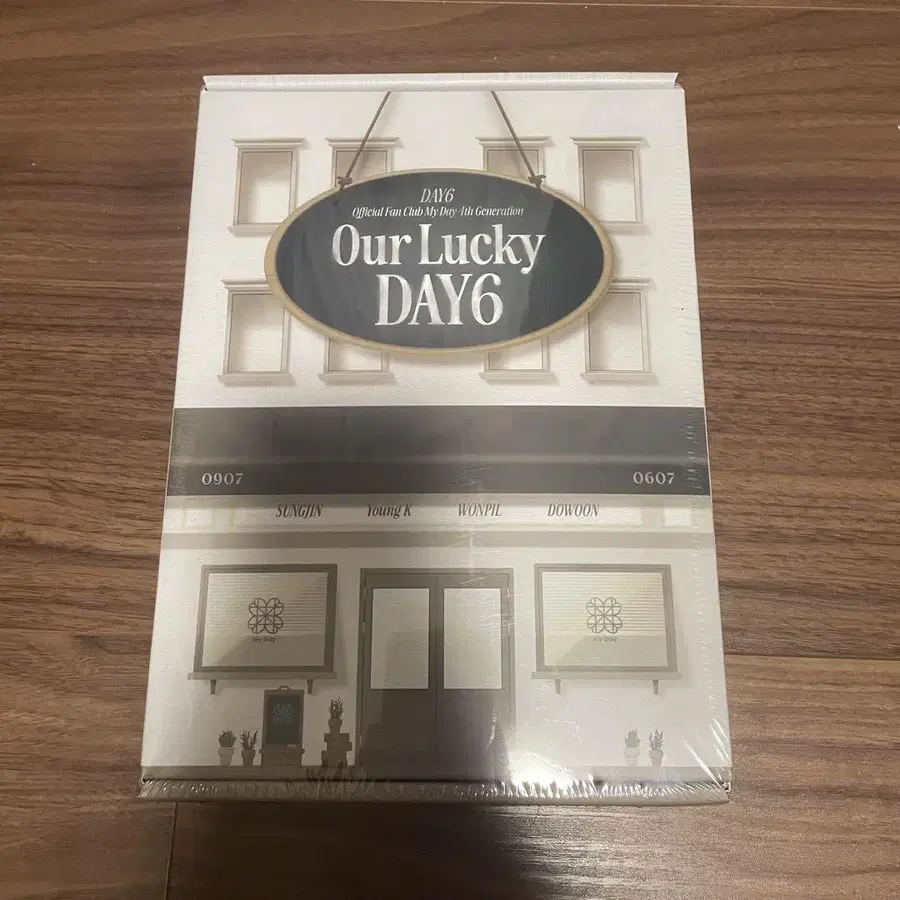 DAY6
Official Fan Club My Day 4th Generation
Our Lucky
DAY6
0907
0607
SUNGJIN Young K WONPIL DOWOON
My Day
My Day